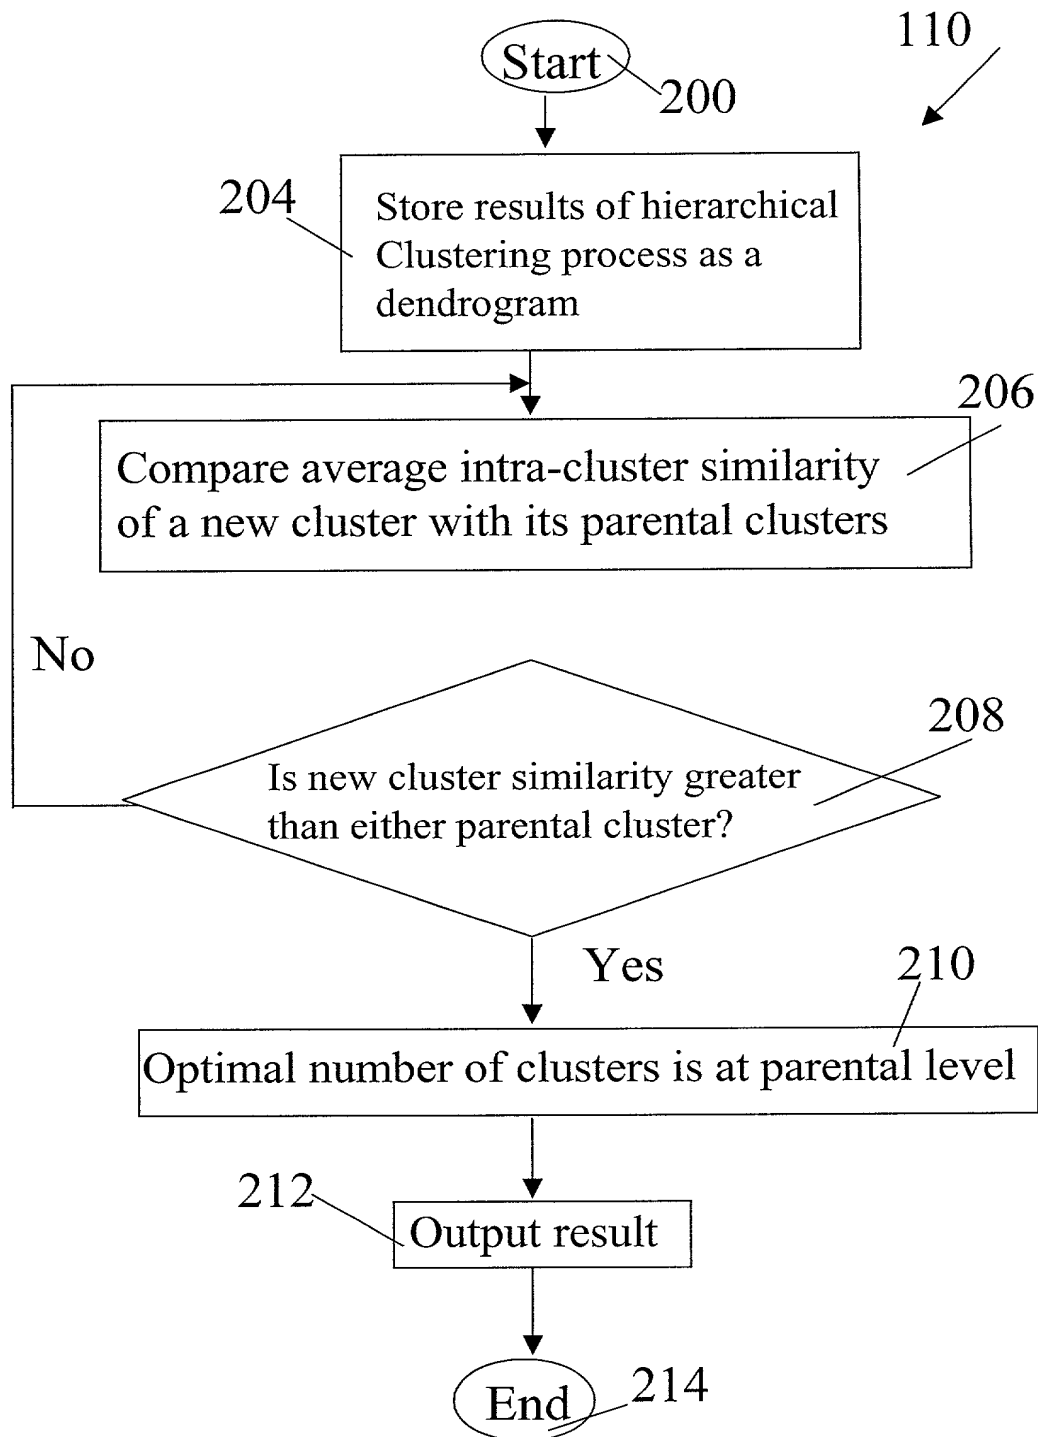 110
Start
200
204
Store results of hierarchical
Clustering process as a
dendrogram
206
Compare average intra-cluster similarity
of a new cluster with its parental clusters
No
208
Is new cluster similarity greater
than either parental cluster?
Yes
210
Optimal number of clusters is at parental level
212
Output result
End
214